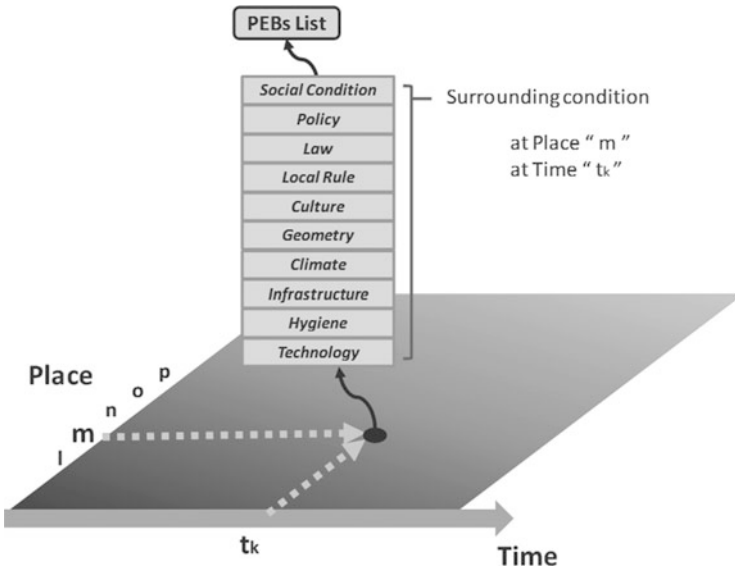 PEBs List
Social Condition
Policy
Law
Local Rule
Culture
Geometry
Climate
Infrastructure
Hygiene
Technology
Surrounding condition
at Place “ m ”
at Time “ tk”
Place
p
o
n
m
l
tk
Time